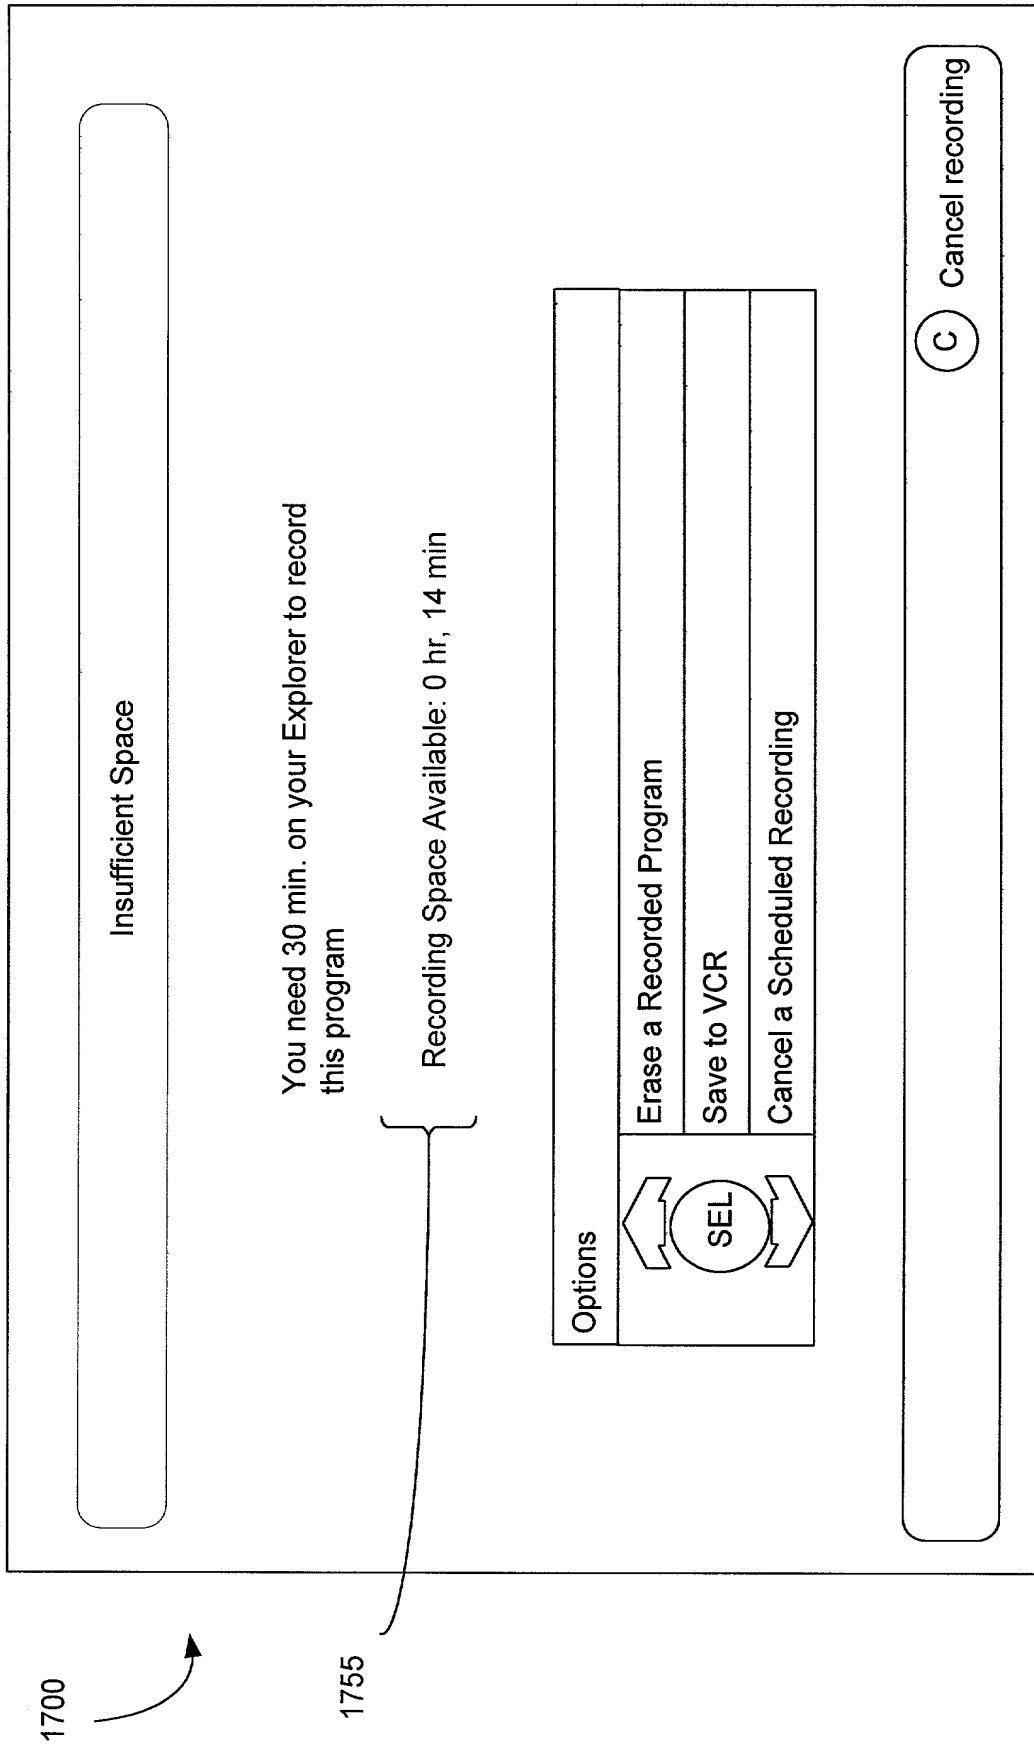 1700
Insufficient Space
You need 30 min. on your Explorer to record
this program
1755
Recording Space Available: 0 hr, 14 min
Options
SEL
Erase a Recorded Program
Save to VCR
Cancel a Scheduled Recording
C Cancel recording